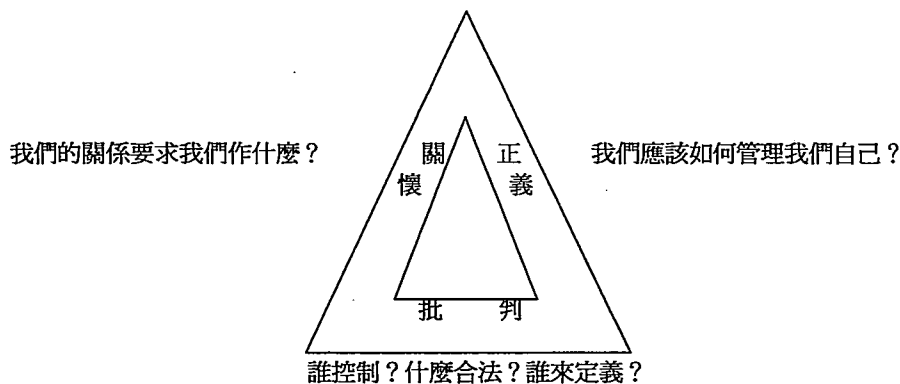 我們的關係要求我們作什麼？
關懷
正義
我們應該如何管理我們自己？
批判
誰控制？什麼合法？誰來定義？